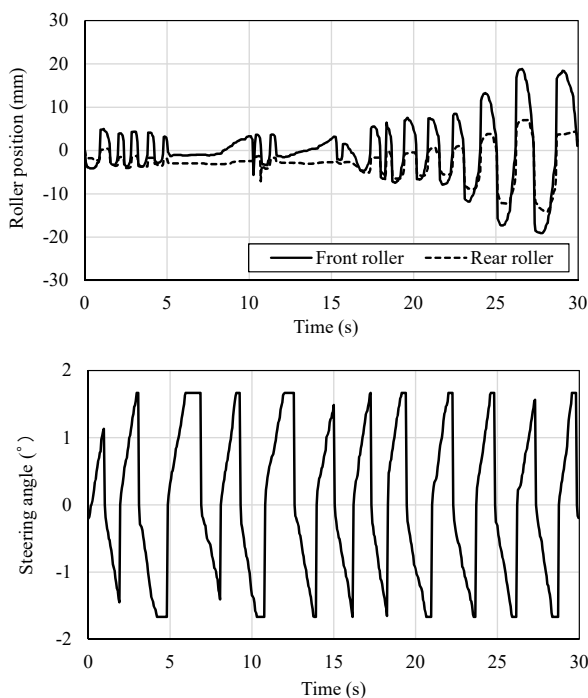 30
20
10
0
-10
-20
-30
Roller position (mm)
Front roller Rear roller
0 5 10 15 20 25 30
Time (s)
2
1
0
-1
-2
Steering angle (°)
0 5 10 15 20 25 30
Time (s)